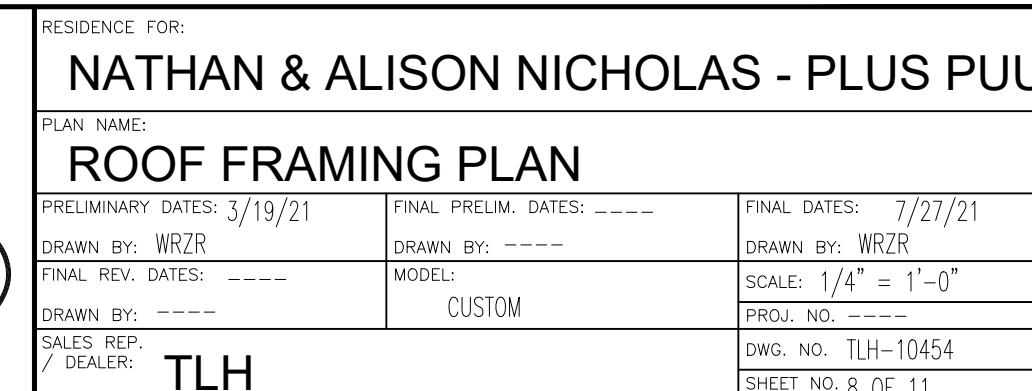 RESIDENCE FOR:
NATHAN & ALISON NICHOLAS - PLUS
PLAN NAME:
ROOF FRAMING PLAN
PRELIMINARY DATES: 3/19/21
DRAWN BY: WRZR
FINAL PRELIM. DATES: ----
DRAWN BY: ----
FINAL DATES: 7/27/21
DRAWN BY: WRZR
FINAL REV. DATES: ----
DRAWN BY: ----
MODEL:
CUSTOM
SCALE: 1/4" = 1'-0"
PROJ. NO. ----
SALES REP.
/ DEALER: TLH
DWG. NO. TLH-10454
SHEET NO. 8 OF 11